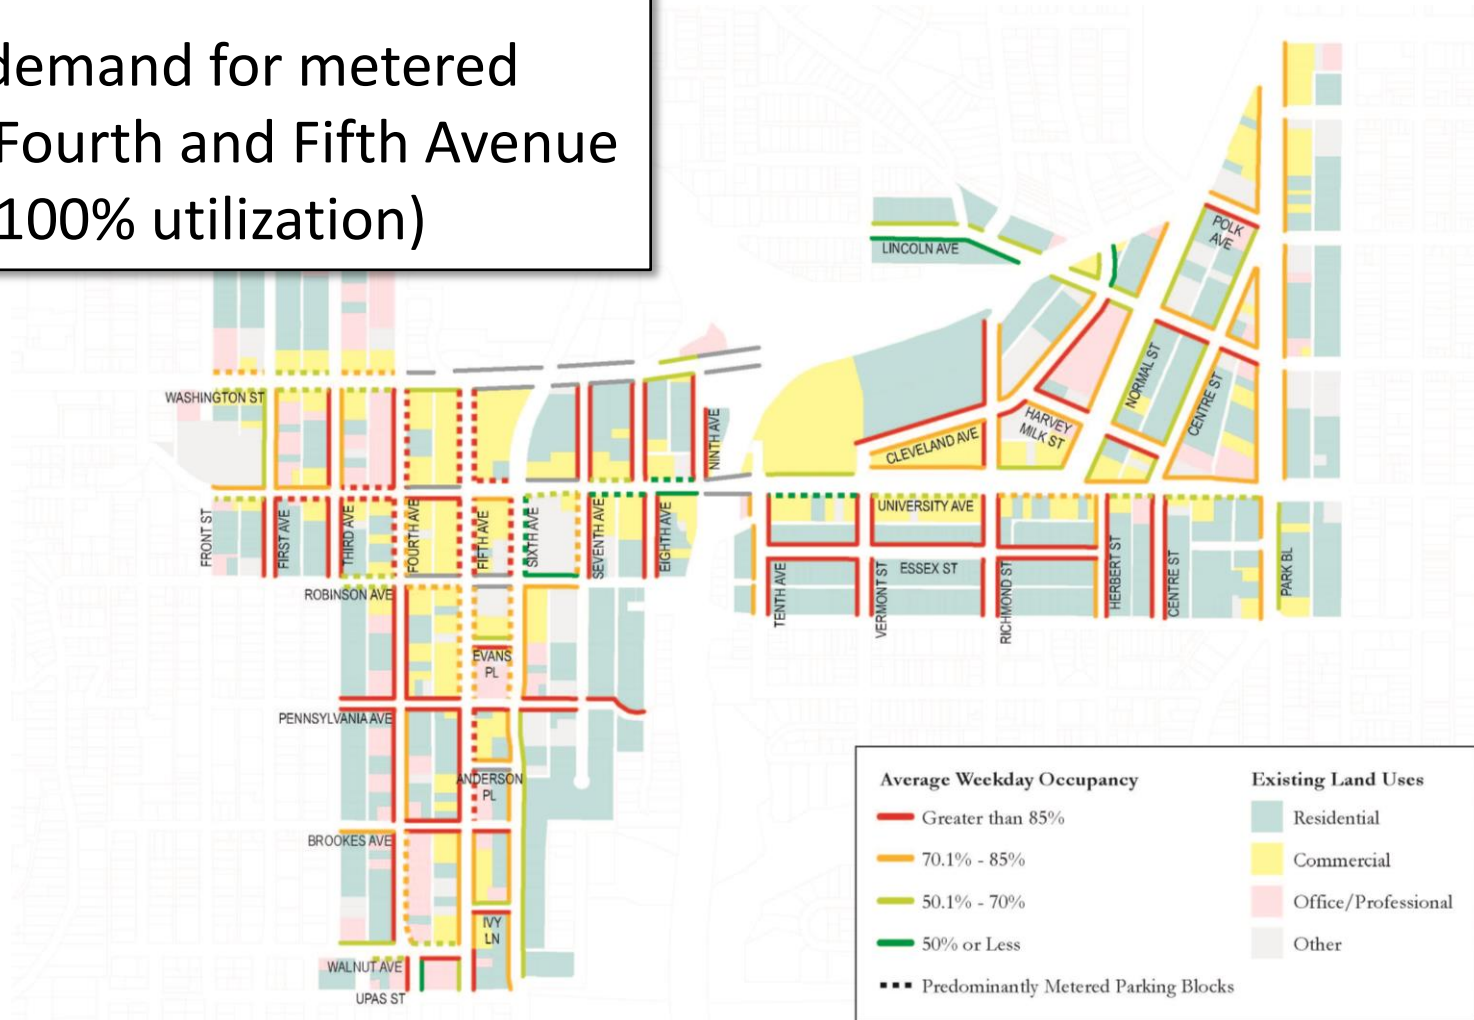 demand for metered
Fourth and Fifth Avenue
100% utilization)
POLK
AVE
LINCOLN AVE
NORMAL ST
CENTRE ST
WASHINGTON ST
HARVEY
MILK ST
CLEVELAND AVE
NINTH AVE
UNIVERSITY AVE
FRONT ST
FIRST AVE
THIRD AVE
FOURTH AVE
FIFTH AVE
SIXTH AVE
SEVENTH AVE
EIGHTH AVE
TENTH AVE
VERMONT ST
ESSEX ST
RICHMOND ST
HERBERT ST
CENTRE ST
PARK BL
ROBINSON AVE
EVANS
PL
PENNSYLVANIA AVE
ANDERSON
PL
BROOKES AVE
IVY
LN
WALNUT AVE
UPAS ST
Average Weekday Occupancy
Greater than 85%
70.1% - 85%
50.1% - 70%
50% or Less
Predominantly Metered Parking Blocks
Existing Land Uses
Residential
Commercial
Office/Professional
Other